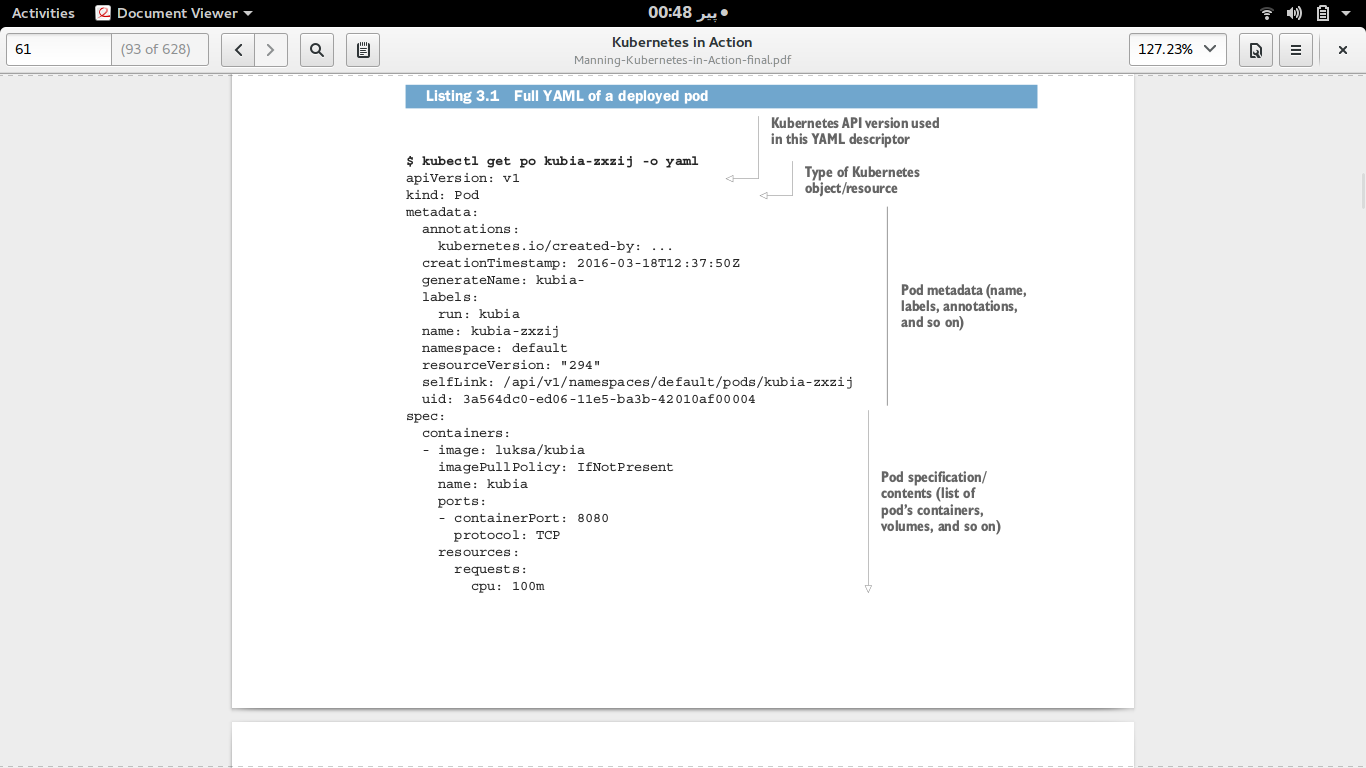 Activities
Document Viewer
پیر 00:48
61
(93 of 628)
Kubernetes in Action
Manning-Kubernetes-in-Action-final.pdf
127.23%
Listing 3.1 Full YAML of a deployed pod
Kubernetes API version used
in this YAML descriptor
$ kubectl get po kubia-zxzij -o yaml
apiVersion: v1
Type of Kubernetes
object/resource
kind: Pod
metadata:
  annotations:
    kubernetes.io/created-by: ...
  creationTimestamp: 2016-03-18T12:37:50Z
  generateName: kubia-
  labels:
    run: kubia
  name: kubia-zxzij
  namespace: default
  resourceVersion: "294"
  selfLink: /api/v1/namespaces/default/pods/kubia-zxzij
  uid: 3a564dc0-ed06-11e5-ba3b-42010af00004
Pod metadata (name,
labels, annotations,
and so on)
spec:
  containers:
  - image: luksa/kubia
    imagePullPolicy: IfNotPresent
    name: kubia
    ports:
    - containerPort: 8080
      protocol: TCP
    resources:
      requests:
        cpu: 100m
Pod specification/
contents (list of
pod’s containers,
volumes, and so on)